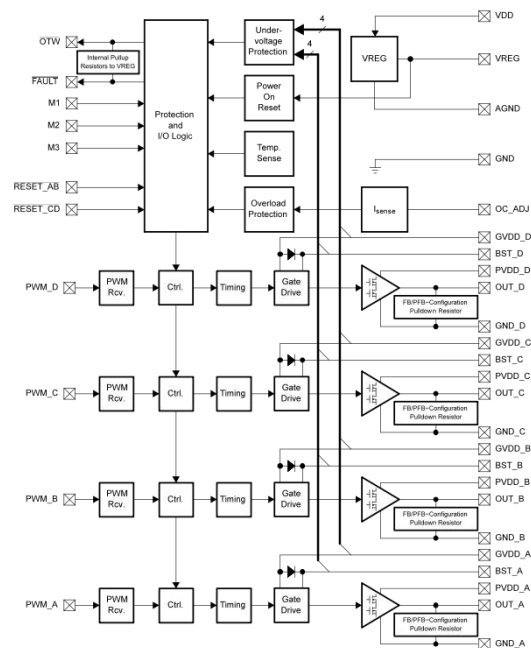 4
VDD
OTW
Under-
voltage
Protection
4
Internal Pullup
Resistors to VREG
VREG
VREG
FAULT
M1
Power
On
Reset
AGND
M2
Protection
and
I/O Logic
M3
Temp.
Sense
GND
RESET_AB
Overload
Protection
Isense
OC_ADJ
RESET_CD
GVDD_D
BST_D
PVDD_D
PWM_D
PWM
Rcv.
Ctrl.
Timing
Gate
Drive
OUT_D
FB/PFB-Configuration
Pulldown Resistor
GND_D
GVDD_C
BST_C
PVDD_C
PWM_C
PWM
Rcv.
Ctrl.
Timing
Gate
Drive
OUT_C
FB/PFB-Configuration
Pulldown Resistor
GND_C
GVDD_B
BST_B
PVDD_B
PWM_B
PWM
Rcv.
Ctrl.
Timing
Gate
Drive
OUT_B
FB/PFB-Configuration
Pulldown Resistor
GND_B
GVDD_A
BST_A
PVDD_A
PWM_A
PWM
Rcv.
Ctrl.
Timing
Gate
Drive
OUT_A
FB/PFB-Configuration
Pulldown Resistor
GND_A